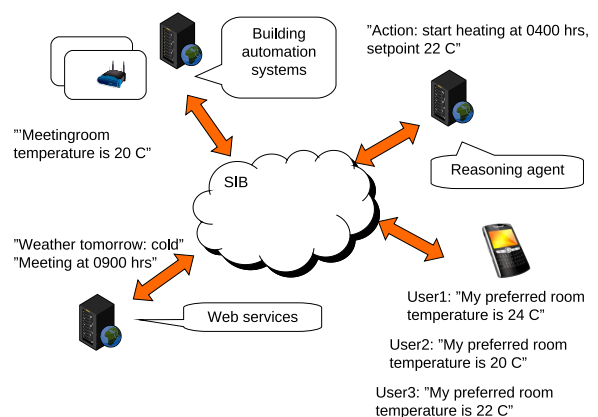 Building
automation
systems
”Action: start heating at 0400 hrs,
setpoint 22 C”
”'Meetingroom
temperature is 20 C”
SIB
Reasoning agent
”Weather tomorrow: cold”
”Meeting at 0900 hrs”
Web services
User1: ”My preferred room
temperature is 24 C”
User2: ”My preferred room
temperature is 20 C”
User3: ”My preferred room
temperature is 22 C”